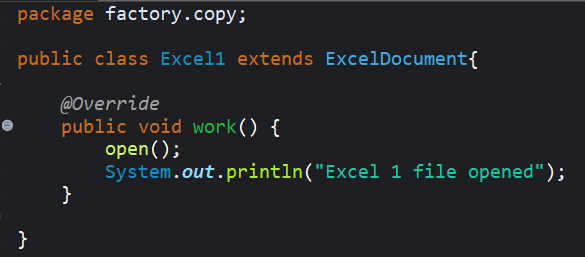 package factory.copy;
public class Excel1 extends ExcelDocument{
@Override
public void work() {
open();
System.out.println("Excel 1 file opened");
}
}